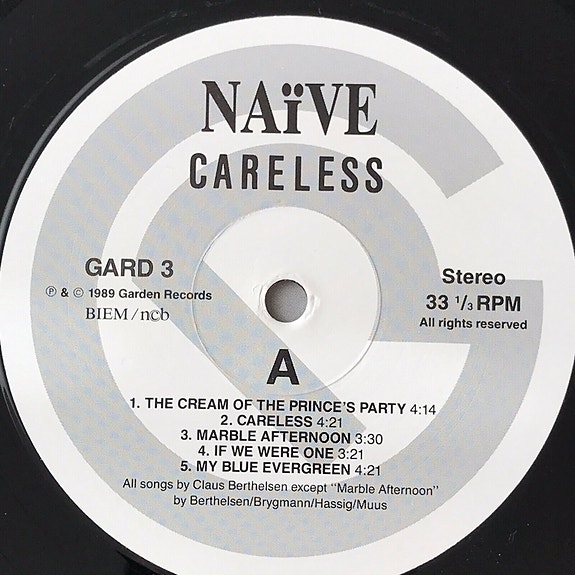 NAïVE
CARELESS
GARD 3
℗ & © 1989 Garden Records
BIEM/ncb
Stereo
33 1/3 RPM
All rights reserved
A
1. THE CREAM OF THE PRINCE'S PARTY 4:14
2. CARELESS 4:21
3. MARBLE AFTERNOON 3:30
4. IF WE WERE ONE 3:21
5. MY BLUE EVERGREEN 4:21
All songs by Claus Berthelsen except "Marble Afternoon"
by Berthelsen/Brygmann/Hassig/Muus